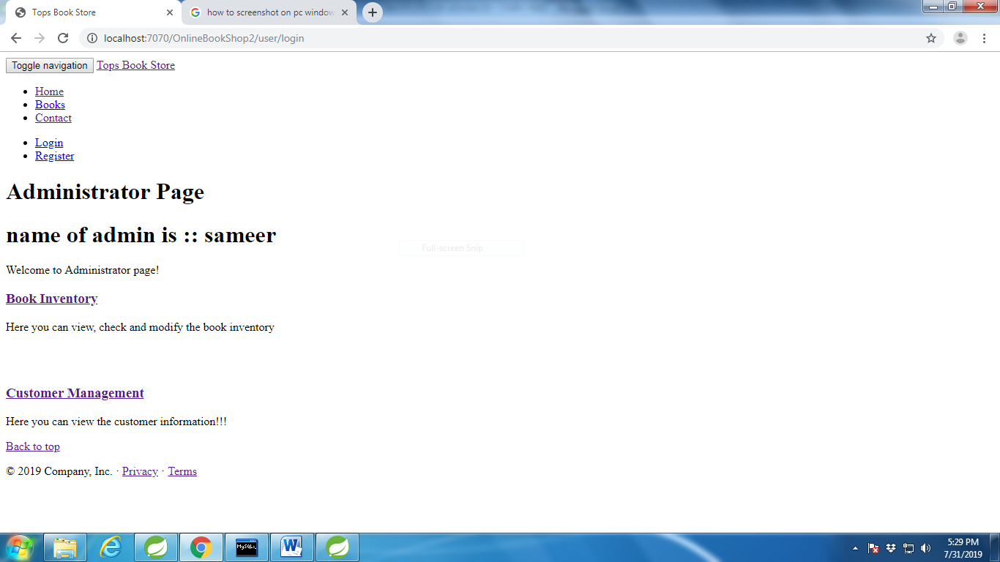 Tops Book Store
how to screenshot on pc window
localhost:7070/OnlineBookShop2/user/login
Toggle navigation Tops Book Store
Home
Books
Contact
Login
Register
Administrator Page
name of admin is :: sameer
Full-screen Snip
Welcome to Administrator page!
Book Inventory
Here you can view, check and modify the book inventory
Customer Management
Here you can view the customer information!!!
Back to top
© 2019 Company, Inc. · Privacy · Terms
MySQL
5:29 PM
7/31/2019